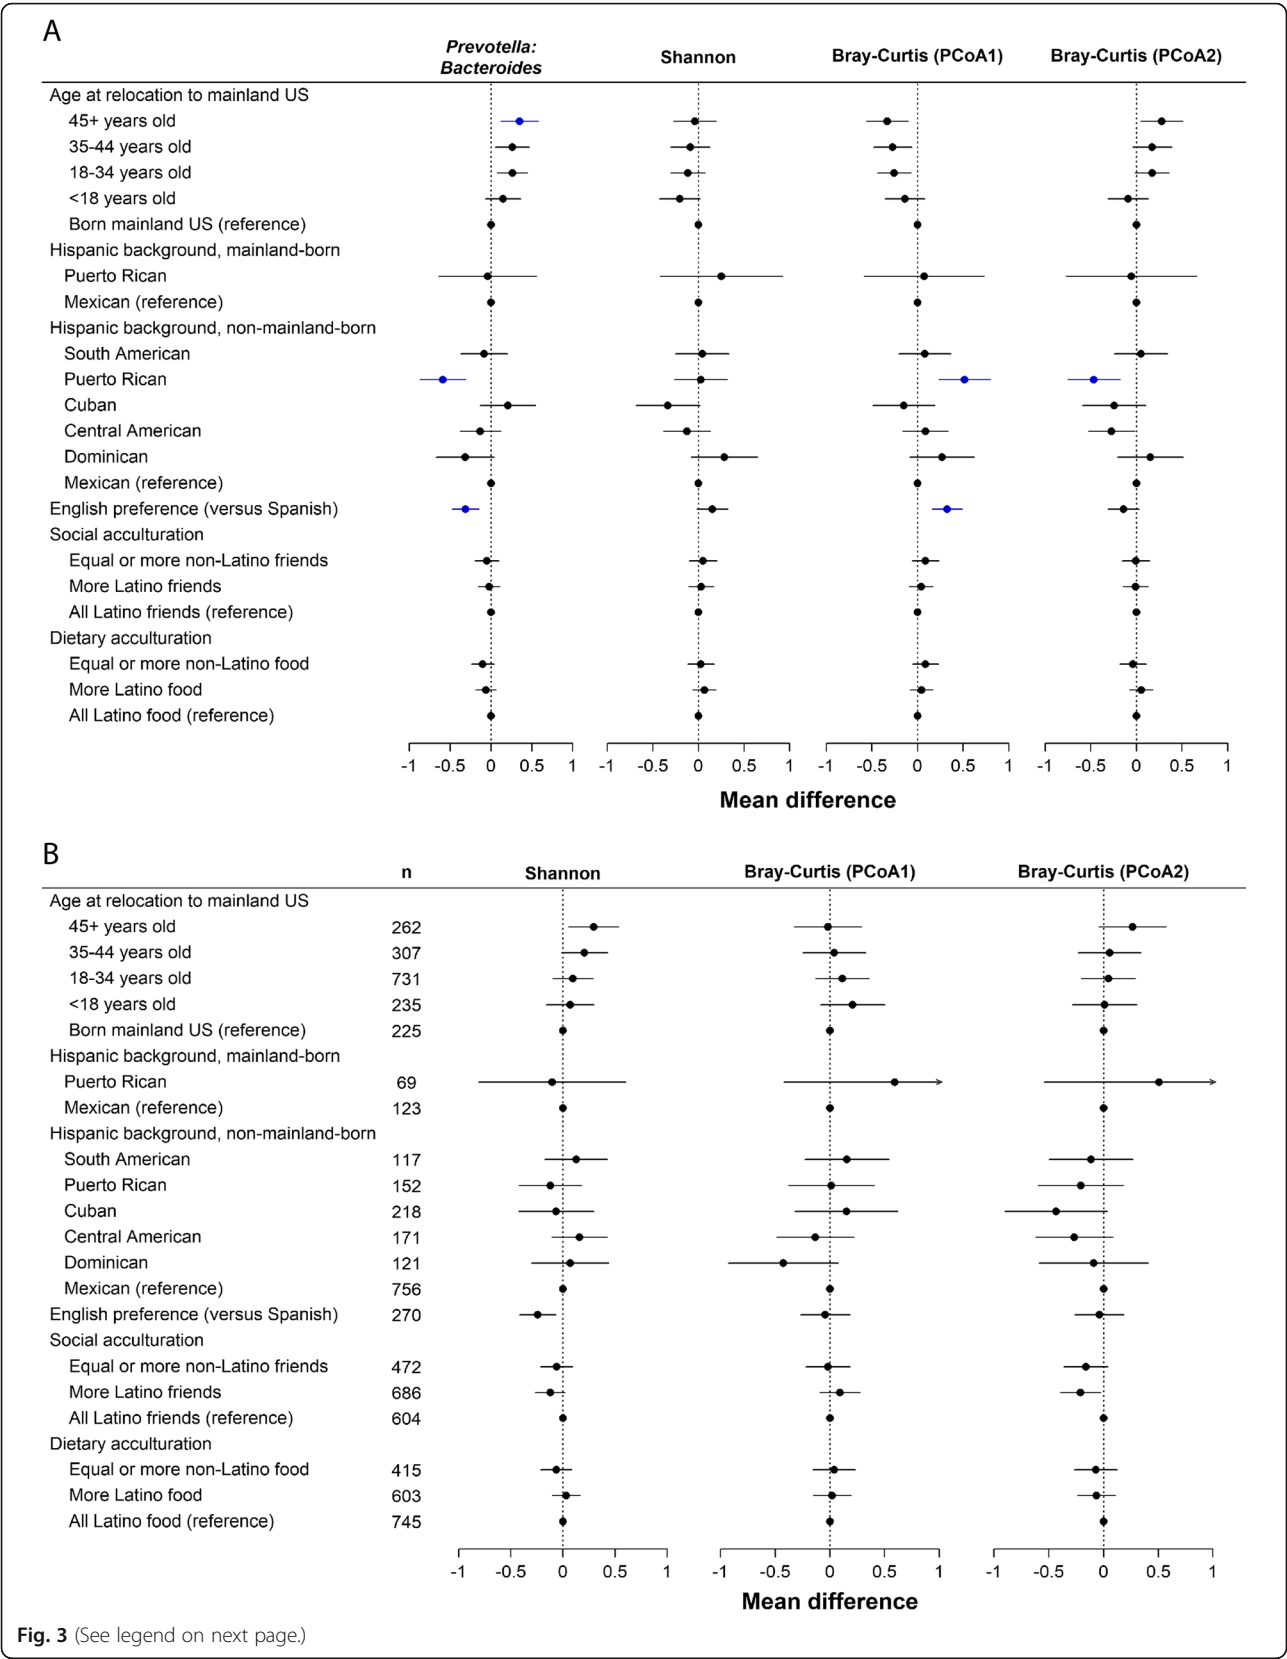 A
Prevotella:
Bacteroides
Shannon
Bray-Curtis (PCoA1)
Bray-Curtis (PCoA2)
Age at relocation to mainland US
45+ years old
35-44 years old
18-34 years old
<18 years old
Born mainland US (reference)
Hispanic background, mainland-born
Puerto Rican
Mexican (reference)
Hispanic background, non-mainland-born
South American
Puerto Rican
Cuban
Central American
Dominican
Mexican (reference)
English preference (versus Spanish)
Social acculturation
Equal or more non-Latino friends
More Latino friends
All Latino friends (reference)
Dietary acculturation
Equal or more non-Latino food
More Latino food
All Latino food (reference)
-1 -0.5 0 0.5 1 -1 -0.5 0 0.5 1 -1 -0.5 0 0.5 1 -1 -0.5 0 0.5 1
Mean difference
B
n Shannon Bray-Curtis (PCoA1) Bray-Curtis (PCoA2)
Age at relocation to mainland US
45+ years old 262
35-44 years old 307
18-34 years old 731
<18 years old 235
Born mainland US (reference) 225
Hispanic background, mainland-born
Puerto Rican 69
Mexican (reference) 123
Hispanic background, non-mainland-born
South American 117
Puerto Rican 152
Cuban 218
Central American 171
Dominican 121
Mexican (reference) 756
English preference (versus Spanish) 270
Social acculturation
Equal or more non-Latino friends 472
More Latino friends 686
All Latino friends (reference) 604
Dietary acculturation
Equal or more non-Latino food 415
More Latino food 603
All Latino food (reference) 745
-1 -0.5 0 0.5 1 -1 -0.5 0 0.5 1 -1 -0.5 0 0.5 1
Mean difference
Fig. 3 (See legend on next page.)